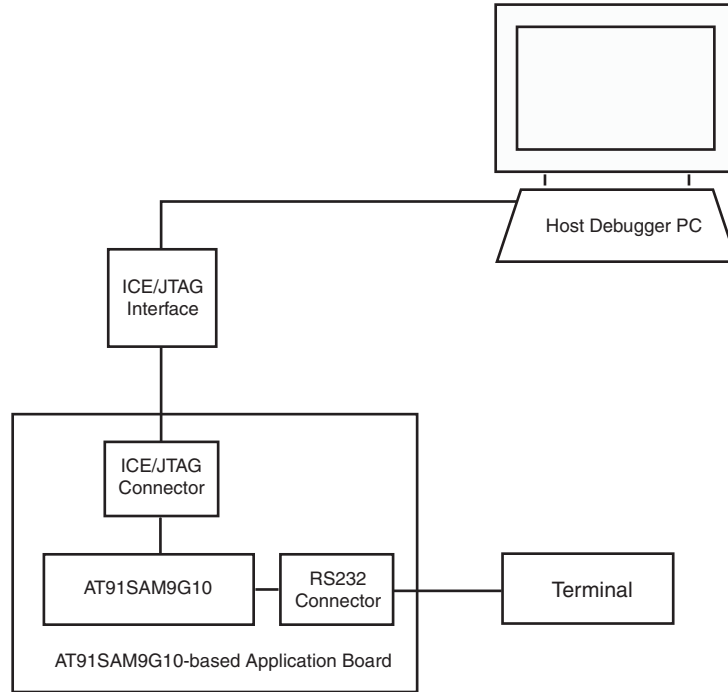 Host Debugger PC
ICE/JTAG
Interface
ICE/JTAG
Connector
AT91SAM9G10
RS232
Connector
Terminal
AT91SAM9G10-based Application Board